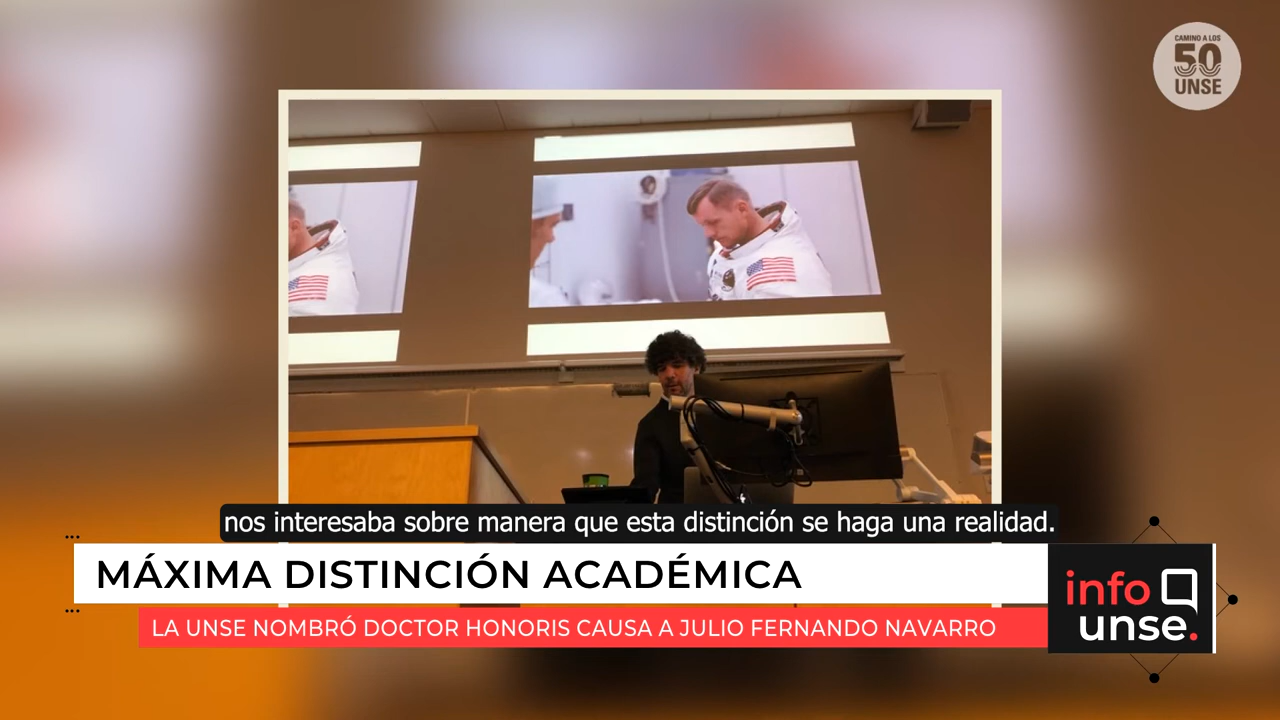 CAMINO A LOS
50
UNSE
nos interesaba sobre manera que esta distinción se haga una realidad.
MÁXIMA DISTINCIÓN ACADÉMICA
LA UNSE NOMBRÓ DOCTOR HONORIS CAUSA A JULIO FERNANDO NAVARRO
info
unse.